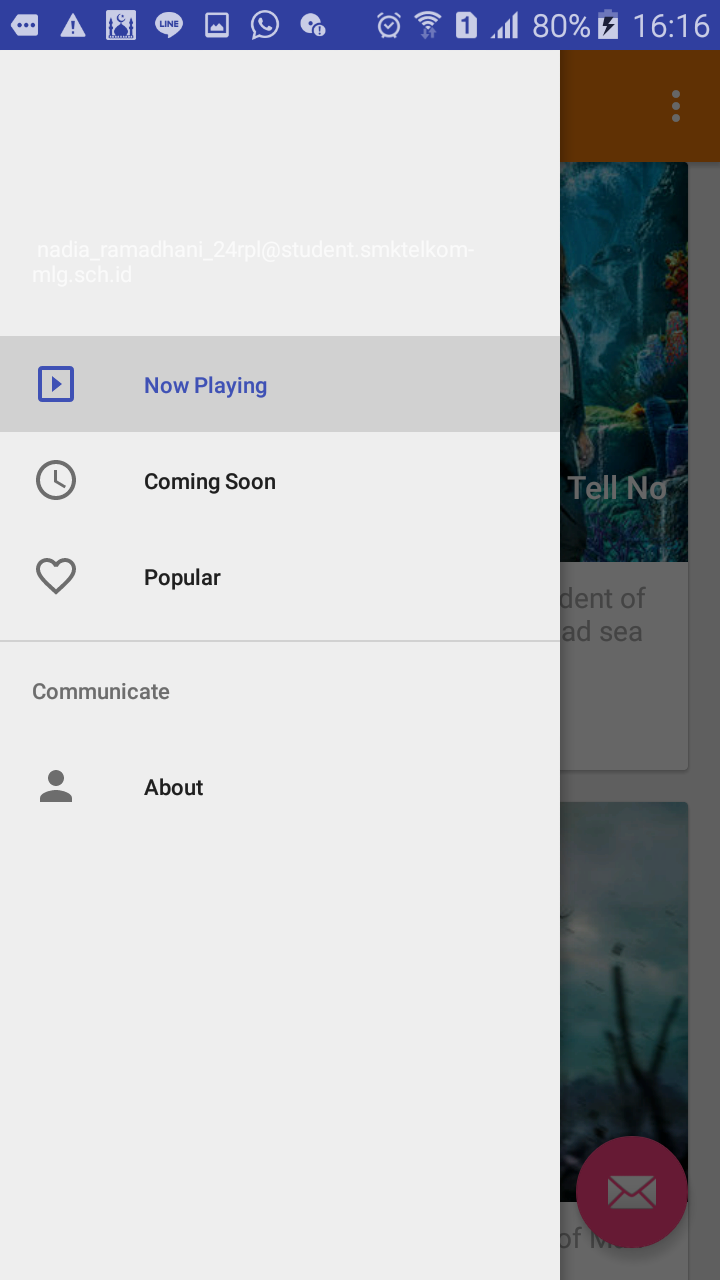 LINE
1
80%
16:16
nadia_ramadhani_24rpl@student.smktelkom-
mlg.sch.id
Now Playing
Tell No
Coming Soon
Popular
dent of
ad sea
Communicate
About
of M